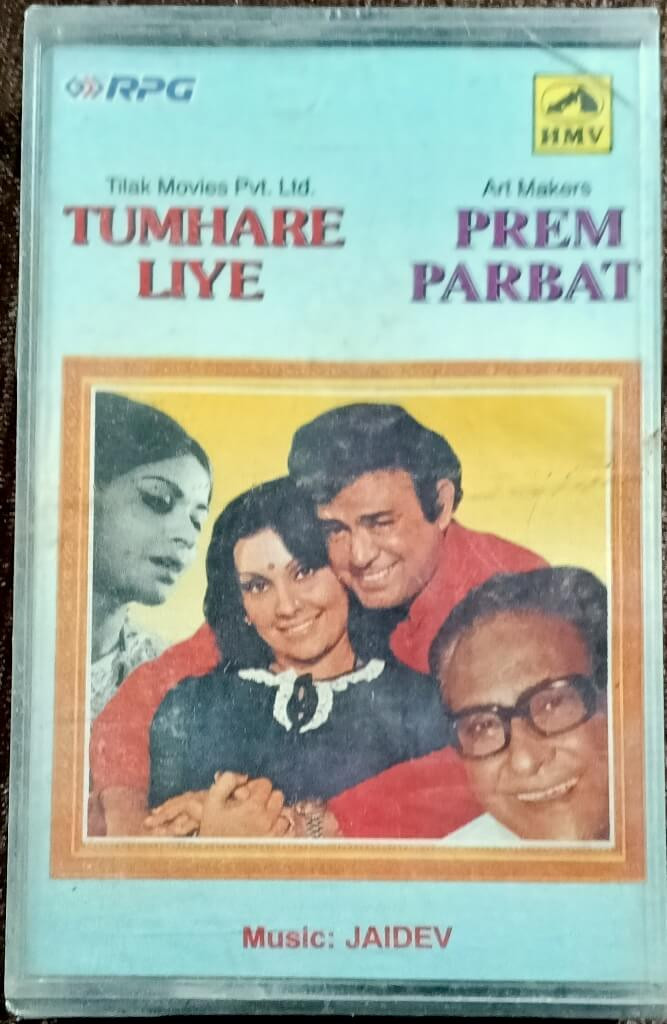 RPG
HMV
Tilak Movies Pvt. Ltd.
TUMHARE
LIYE
Art Makers
PREM
PARBAT
Music: JAIDEV